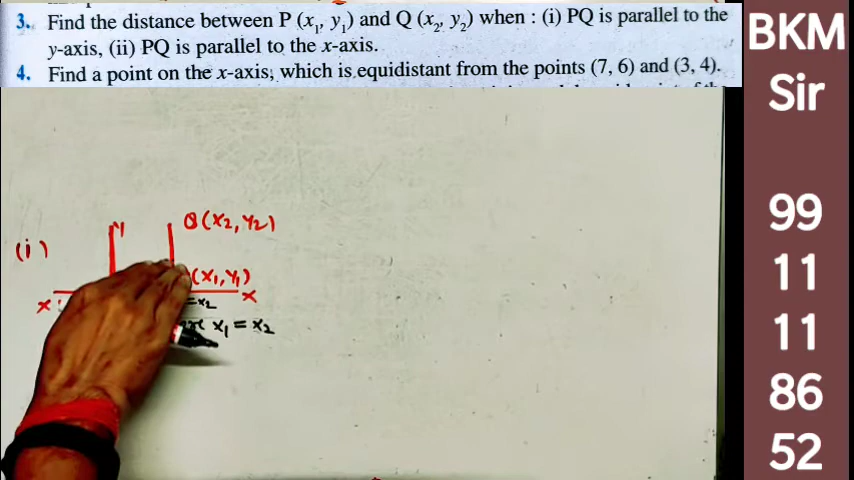 3. Find the distance between P (x₁, y₁) and Q (x₂, y₂) when : (i) PQ is parallel to the
y-axis, (ii) PQ is parallel to the x-axis.
4. Find a point on the x-axis, which is equidistant from the points (7, 6) and (3, 4).
BKM
Sir
99
11
11
86
52
(i) Y Q(x₂, y₂)
(x₁, y₁)
x x
=x₂
x₁ = x₂